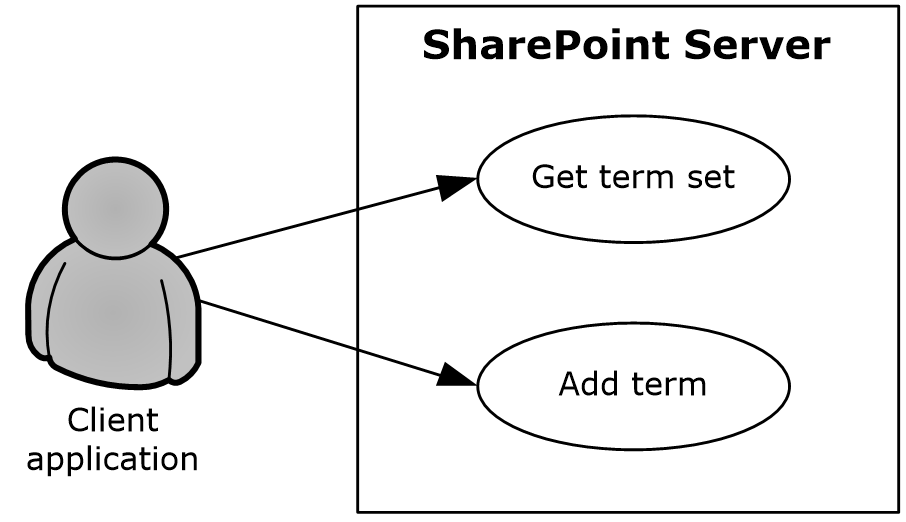 SharePoint Server
Get term set
Add term
Client
application